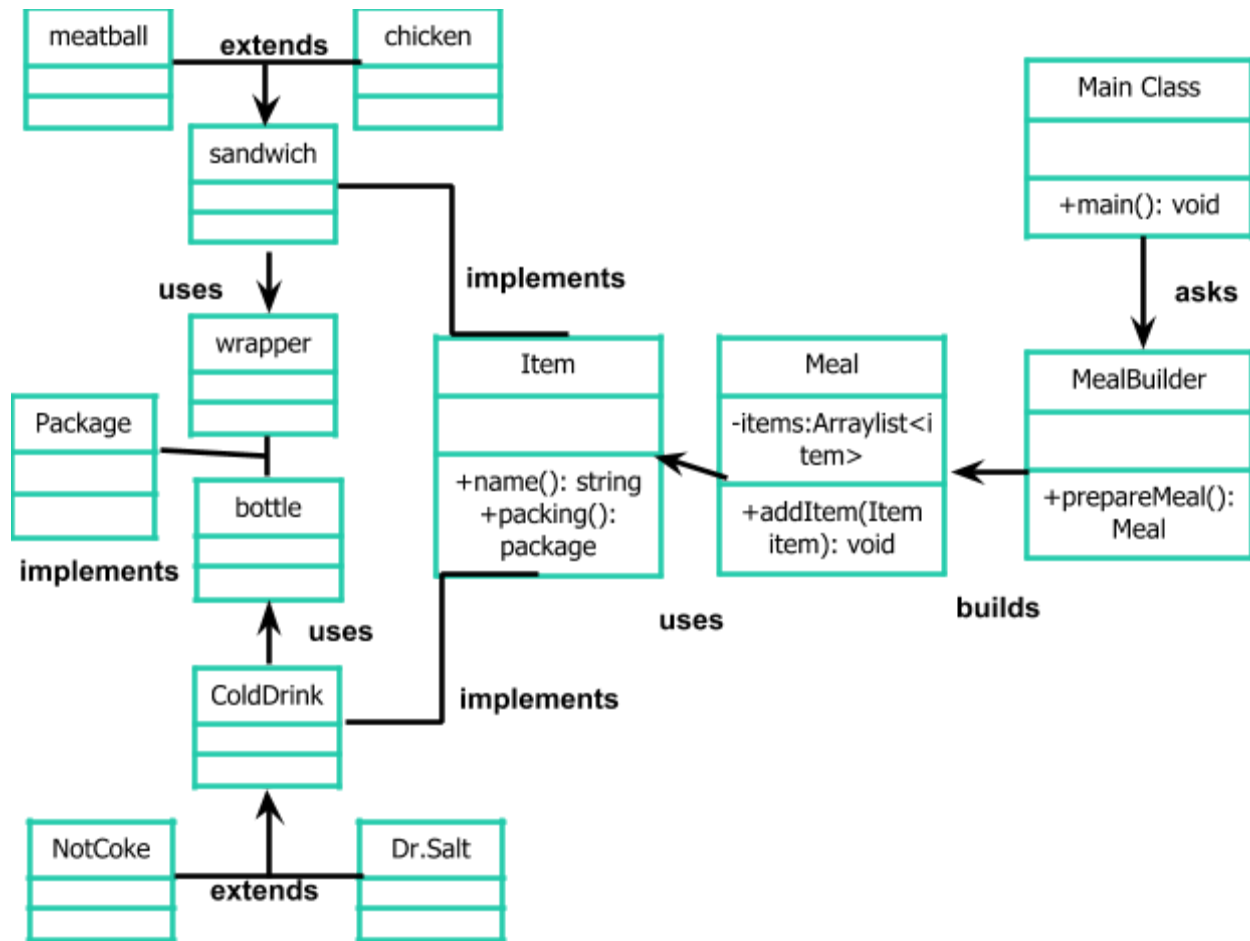 meatball
extends
chicken
Main Class
+main(): void
sandwich
implements
uses
asks
wrapper
Item
Meal
MealBuilder
Package
-items:Arraylist<i
tem>
+name(): string
+packing():
package
+addItem(Item
item): void
+prepareMeal():
Meal
bottle
implements
uses
uses
builds
ColdDrink
implements
NotCoke
extends
Dr.Salt